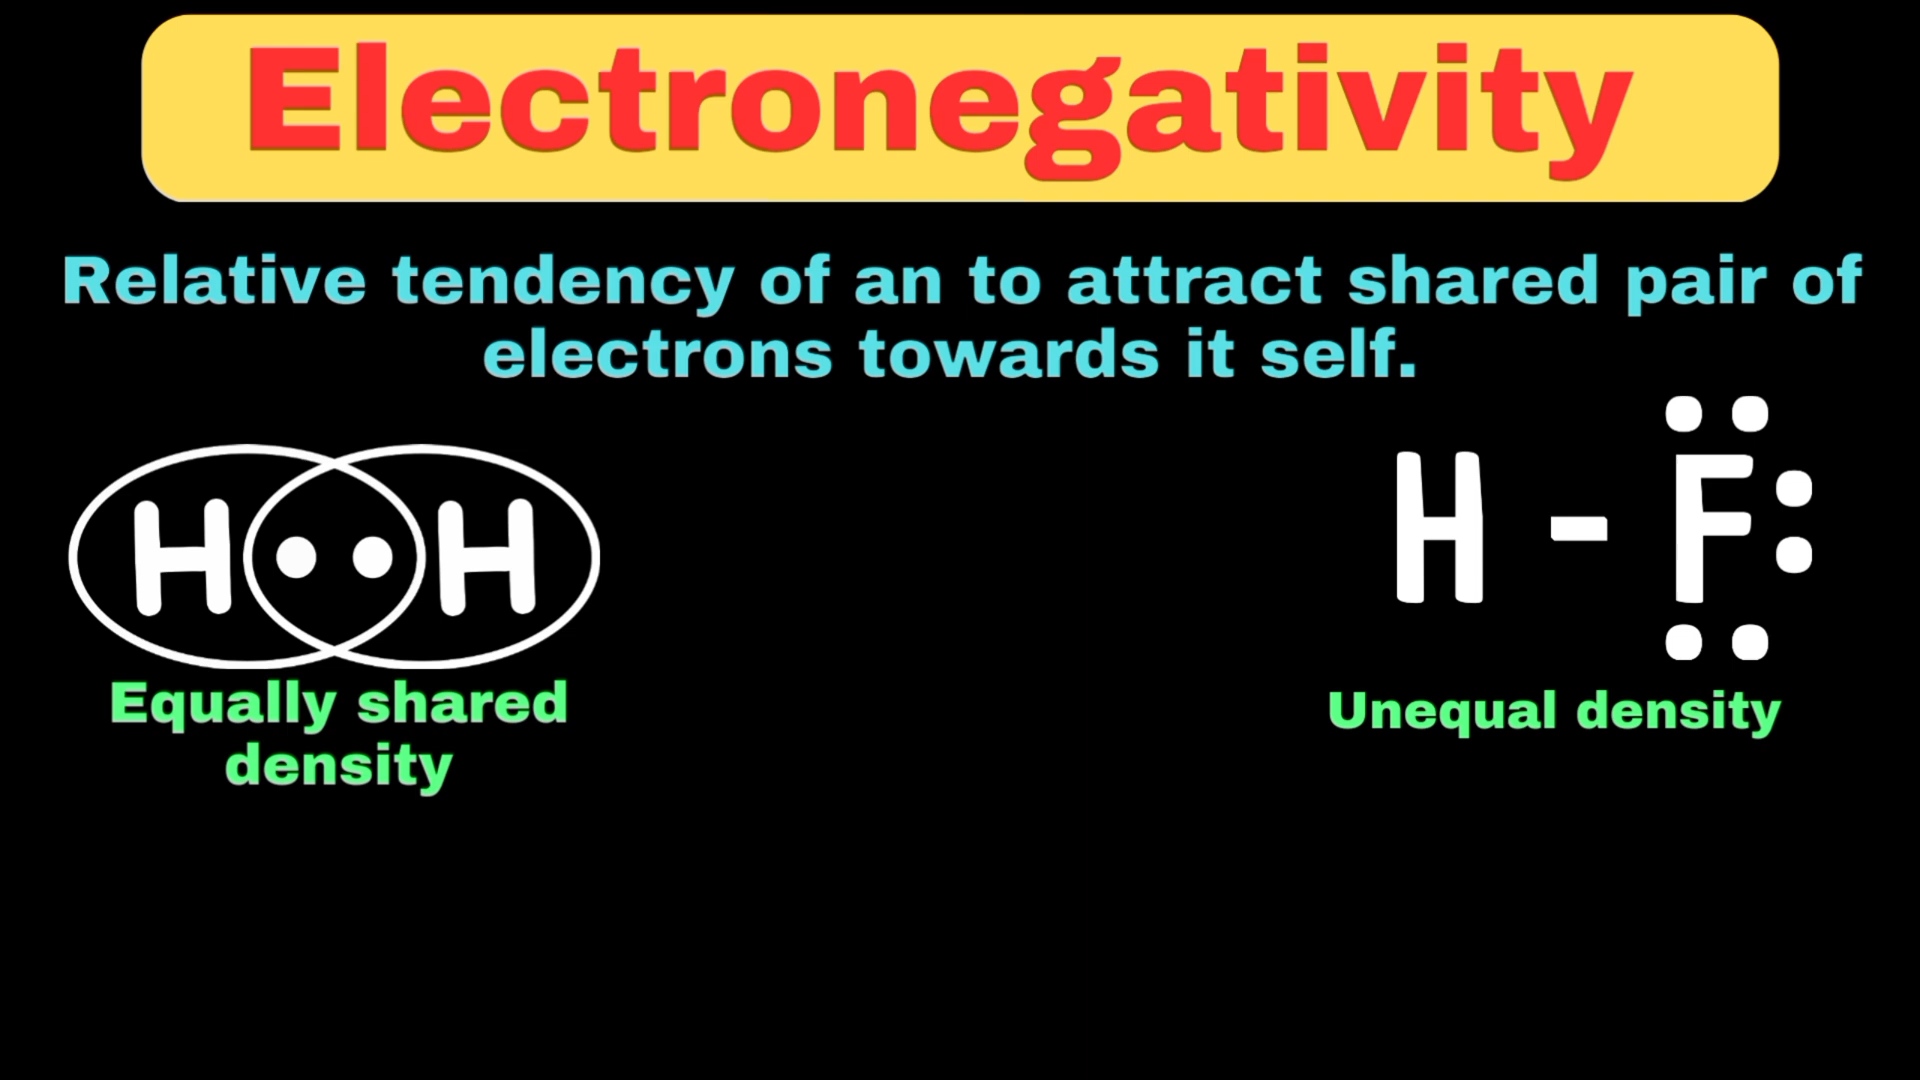 Electronegativity
Relative tendency of an to attract shared pair of
electrons towards it self.
H •• H
H - F
Equally shared
density
Unequal density